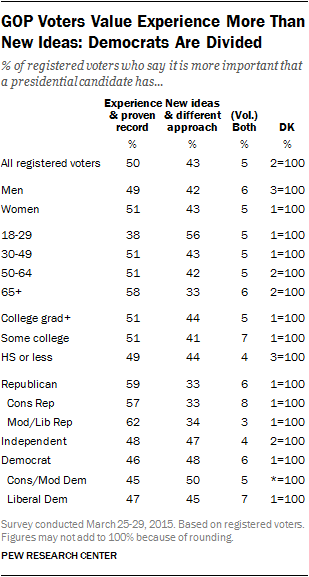 GOP Voters Value Experience More Than
New Ideas: Democrats Are Divided
% of registered voters who say it is more important that
a presidential candidate has...
Experience & proven record New ideas & different approach (Vol.) Both DK
% % % %
All registered voters 50 43 5 2=100
Men 49 42 6 3=100
Women 51 43 5 1=100
18-29 38 56 5 1=100
30-49 51 43 5 1=100
50-64 51 42 5 2=100
65+ 58 33 6 2=100
College grad+ 51 44 5 1=100
Some college 51 41 7 1=100
HS or less 49 44 4 3=100
Republican 59 33 6 1=100
Cons Rep 57 33 8 1=100
Mod/Lib Rep 62 34 3 1=100
Independent 48 47 4 2=100
Democrat 46 48 6 1=100
Cons/Mod Dem 45 50 5 *=100
Liberal Dem 47 45 7 1=100
Survey conducted March 25-29, 2015. Based on registered voters.
Figures may not add to 100% because of rounding.
PEW RESEARCH CENTER